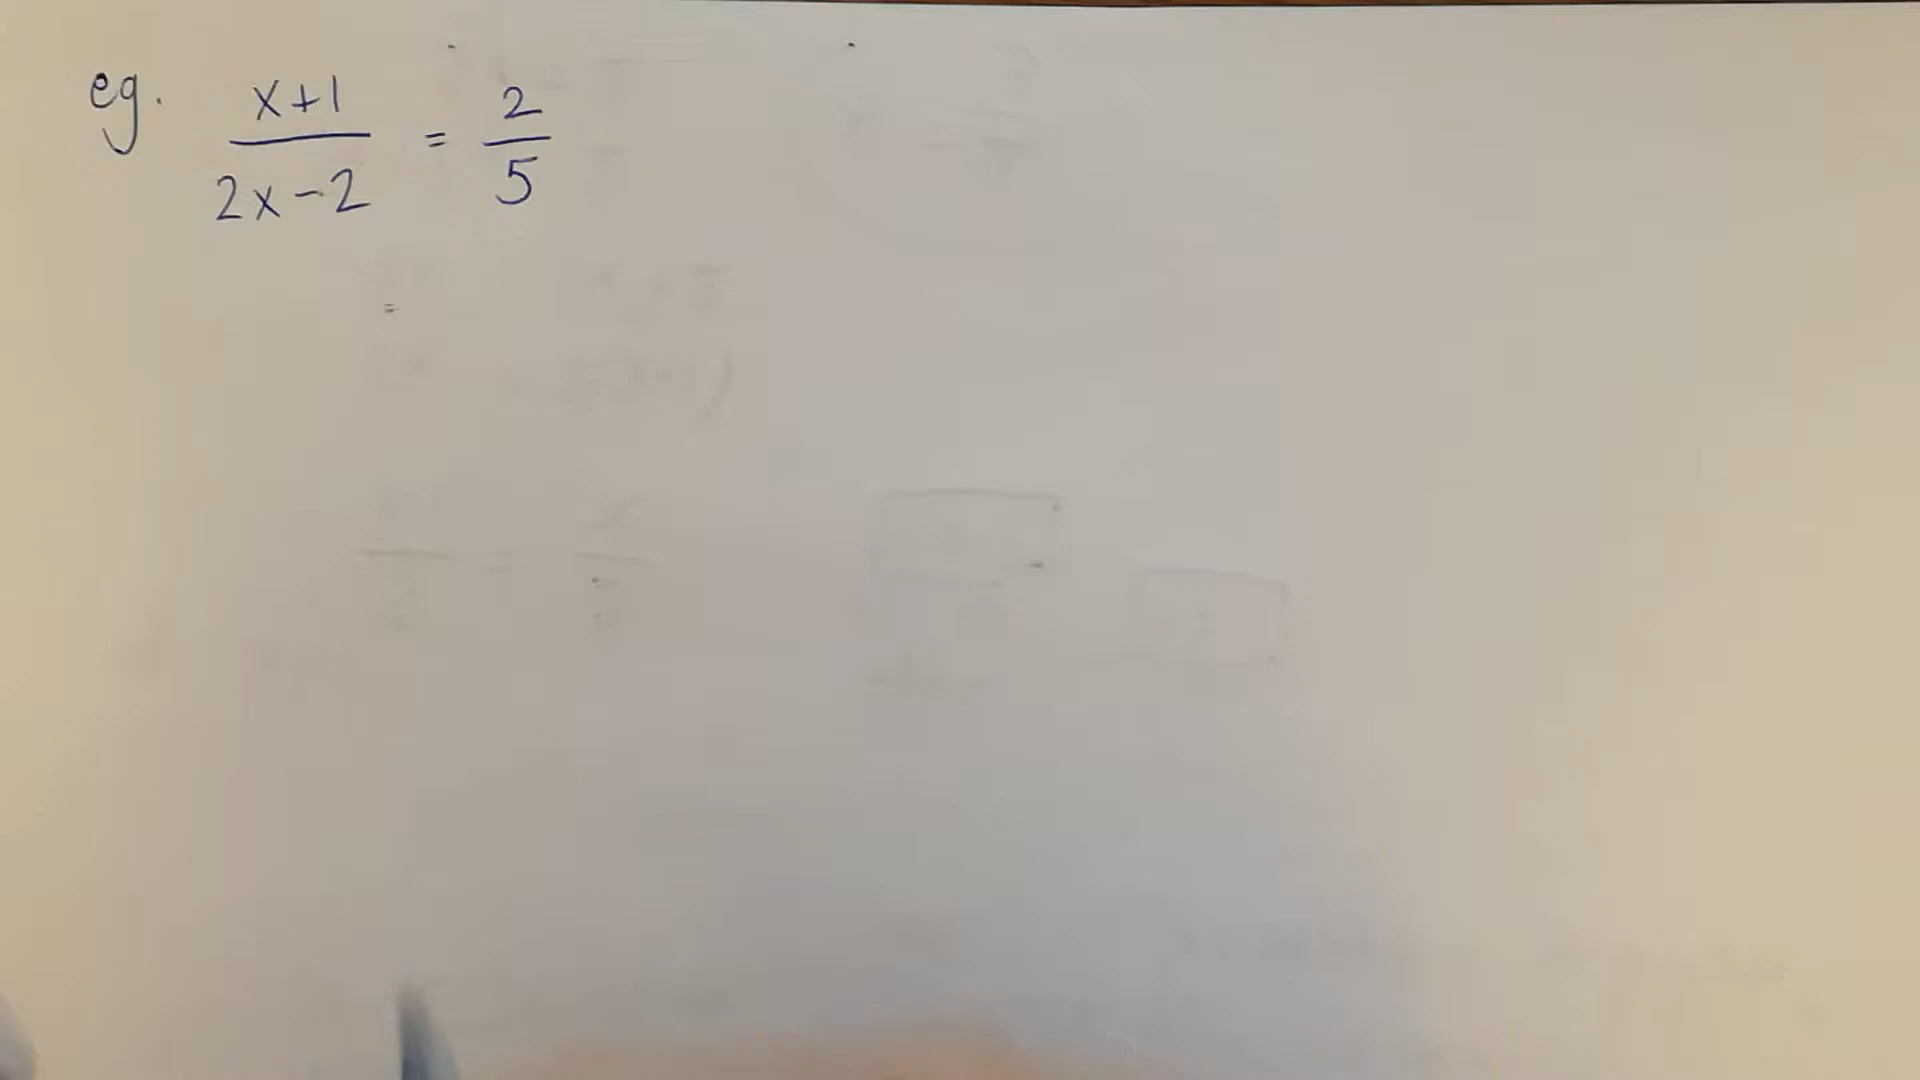 eg. x+1 / 2x-2 = 2 / 5